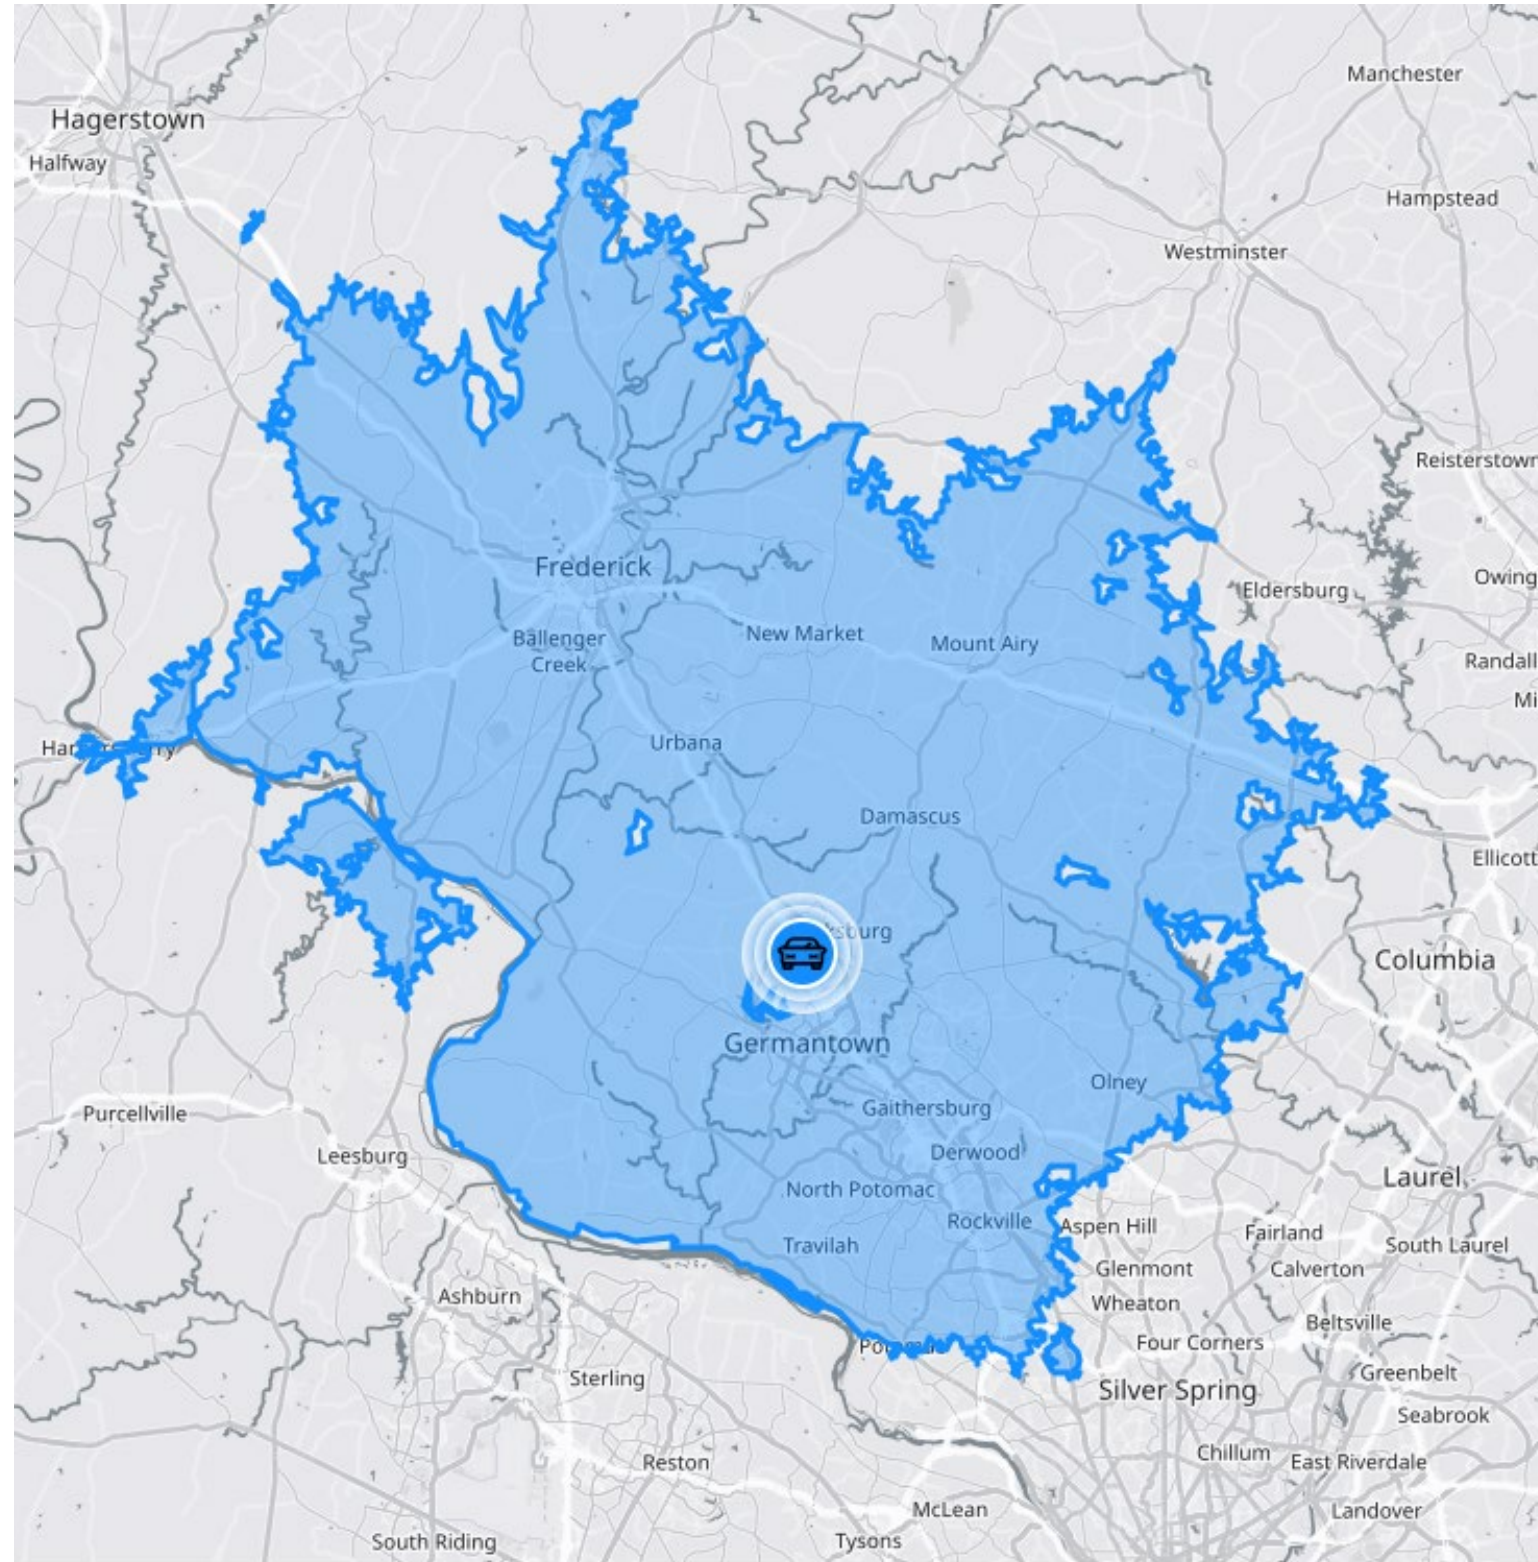 Manchester
Hagerstown
Halfway
Hampstead
Westminster
Reisterstown
Frederick
Owing
Eldersburg
Ballenger
Creek
New Market
Mount Airy
Randall
Mi
Urbana
Damascus
Ellicott
ksburg
Columbia
Germantown
Olney
Purcellville
Gaithersburg
Leesburg
Derwood
Laurel
North Potomac
Rockville
Aspen Hill
Fairland
Travilah
South Laurel
Glenmont
Calverton
Ashburn
Wheaton
Beltsville
Four Corners
Sterling
Greenbelt
Silver Spring
Seabrook
Reston
Chillum
East Riverdale
McLean
Landover
South Riding
Tysons